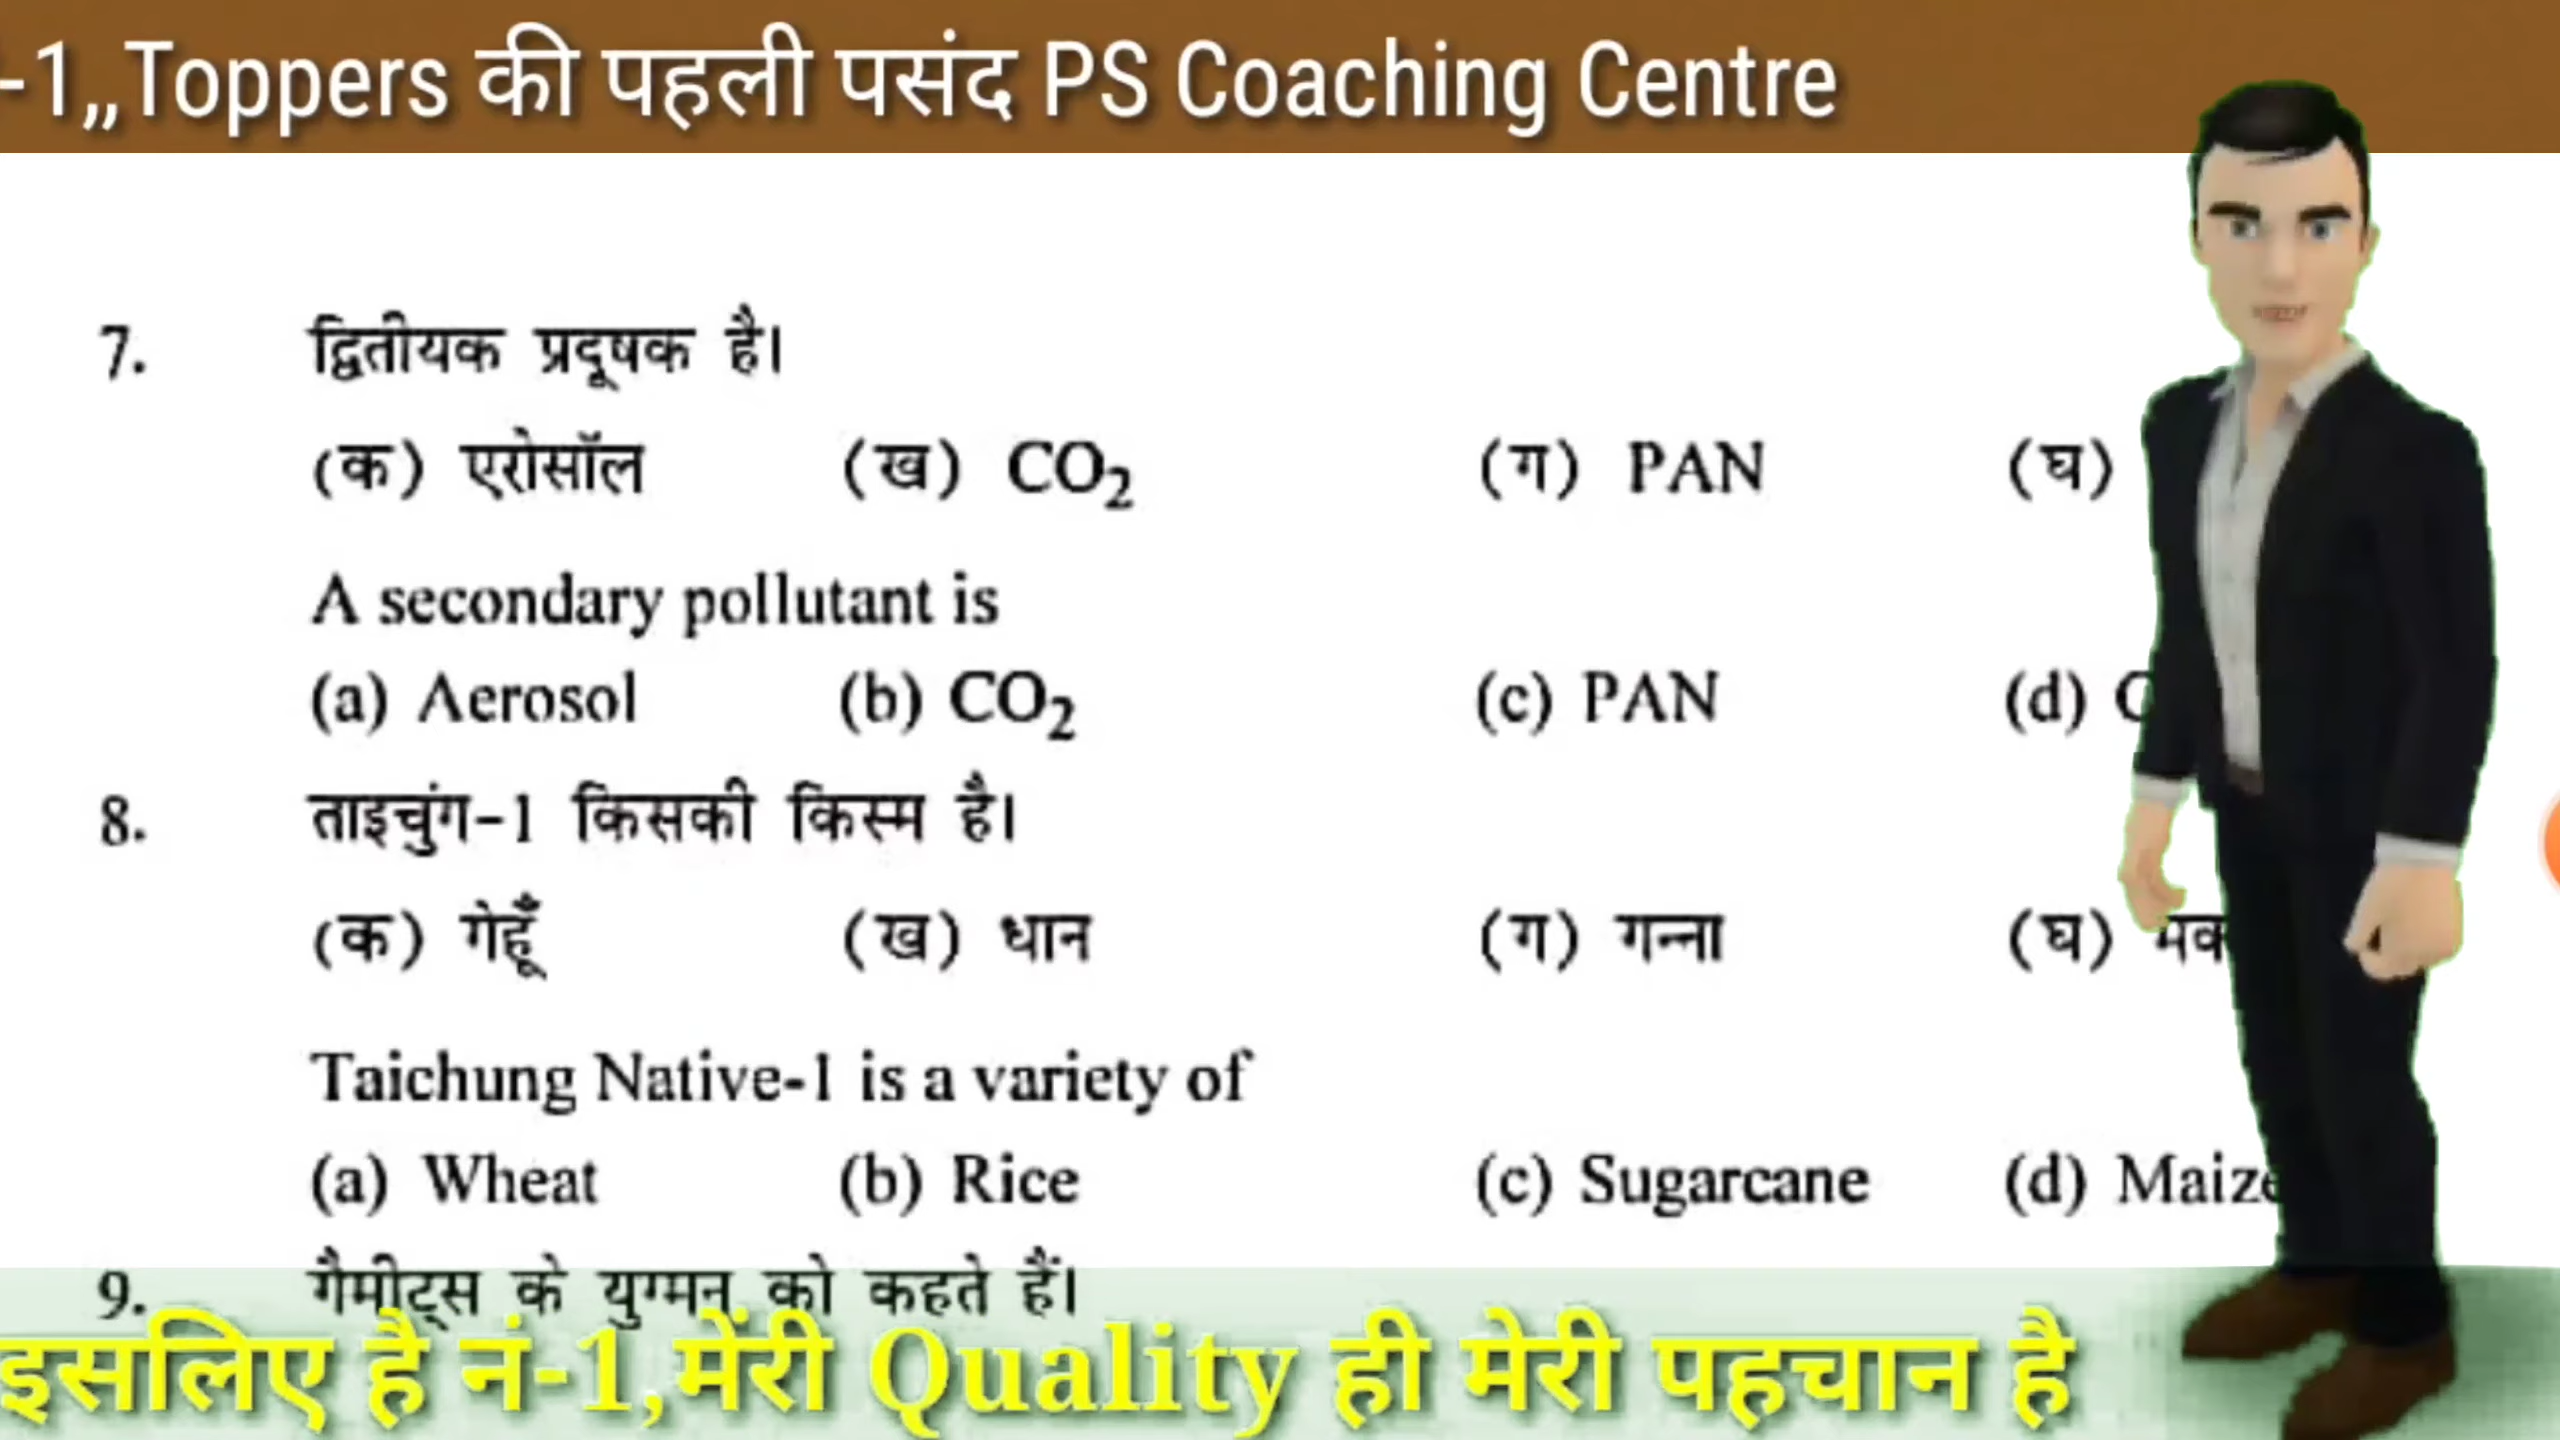 -1,,Toppers की पहली पसंद PS Coaching Centre
7. द्वितीयक प्रदूषक है।
(क) एरोसॉल (ख) CO₂ (ग) PAN (घ)
A secondary pollutant is
(a) Aerosol (b) CO₂ (c) PAN (d)
8. ताइचुंग-1 किसकी किस्म है।
(क) गेहूँ (ख) धान (ग) गन्ना (घ)
Taichung Native-1 is a variety of
(a) Wheat (b) Rice (c) Sugarcane (d) Maize
9. गैमीट्स के युग्मन को कहते हैं।
इसलिए है नं-1,मेंरी Quality ही मेरी पहचान है